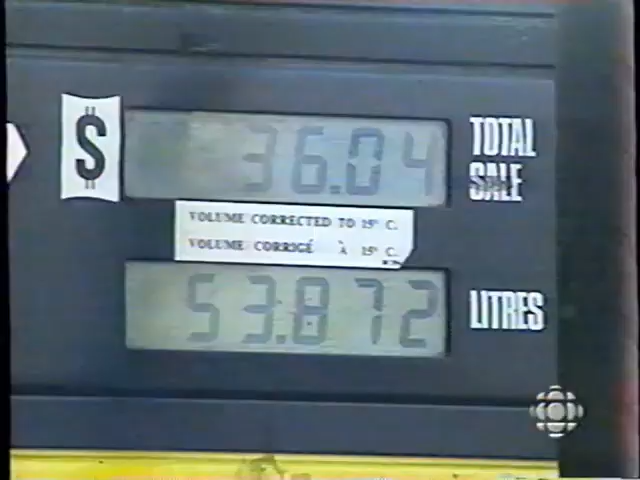 $ 36.04 TOTAL
SALE
VOLUME CORRECTED TO 15° C.
VOLUME CORRIGÉ À 15° C.
53.872 LITRES